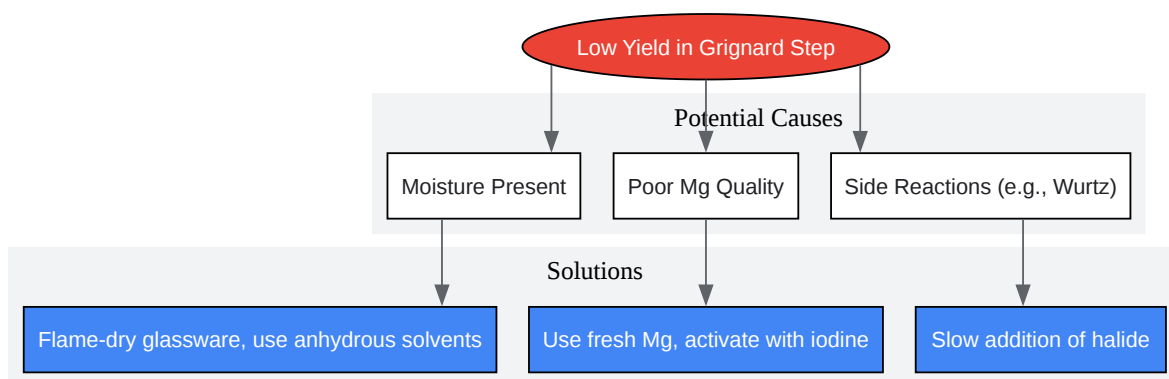 Low Yield in Grignard Step
Potential Causes
Moisture Present
Poor Mg Quality
Side Reactions (e.g., Wurtz)
Solutions
Flame-dry glassware, use anhydrous solvents
Use fresh Mg, activate with iodine
Slow addition of halide